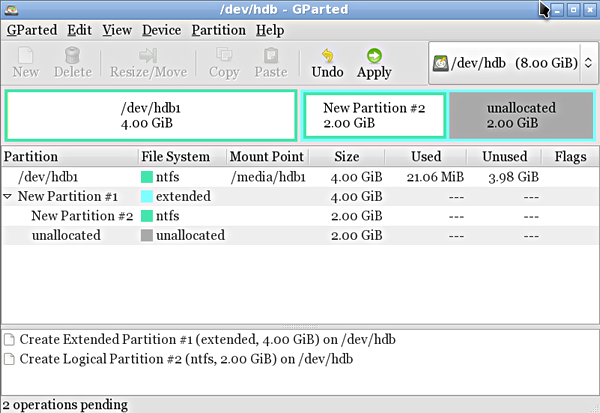 /dev/hdb - GParted
GParted Edit View Device Partition Help
New Delete Resize/Move Copy Paste Undo Apply /dev/hdb (8.00 GiB)
/dev/hdb1 New Partition #2 unallocated
4.00 GiB 2.00 GiB 2.00 GiB
Partition File System Mount Point Size Used Unused Flags
/dev/hdb1 ntfs /media/hdb1 4.00 GiB 21.06 MiB 3.98 GiB
New Partition #1 extended 4.00 GiB --- ---
New Partition #2 ntfs 2.00 GiB --- ---
unallocated unallocated 2.00 GiB --- ---
Create Extended Partition #1 (extended, 4.00 GiB) on /dev/hdb
Create Logical Partition #2 (ntfs, 2.00 GiB) on /dev/hdb
2 operations pending